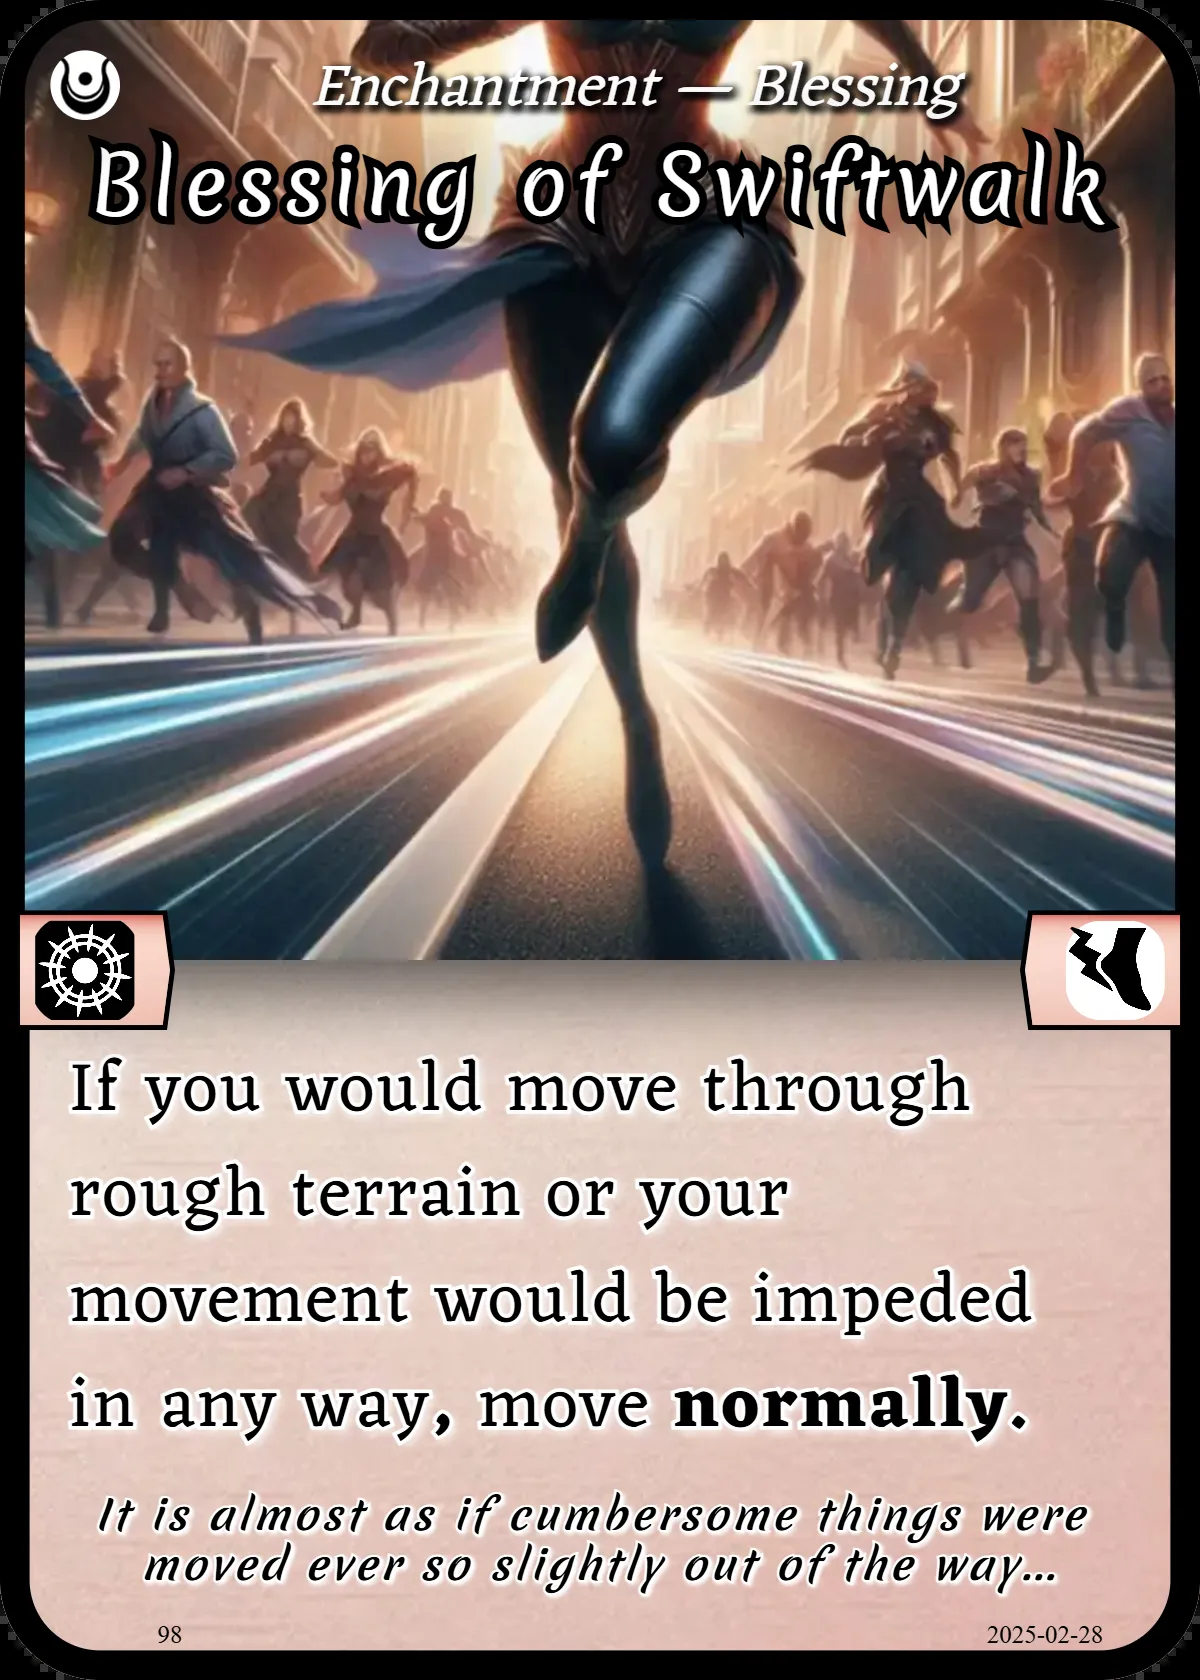 Enchantment — Blessing
Blessing of Swiftwalk
If you would move through
rough terrain or your
movement would be impeded
in any way, move normally.
It is almost as if cumbersome things were
moved ever so slightly out of the way...
98
2025-02-28